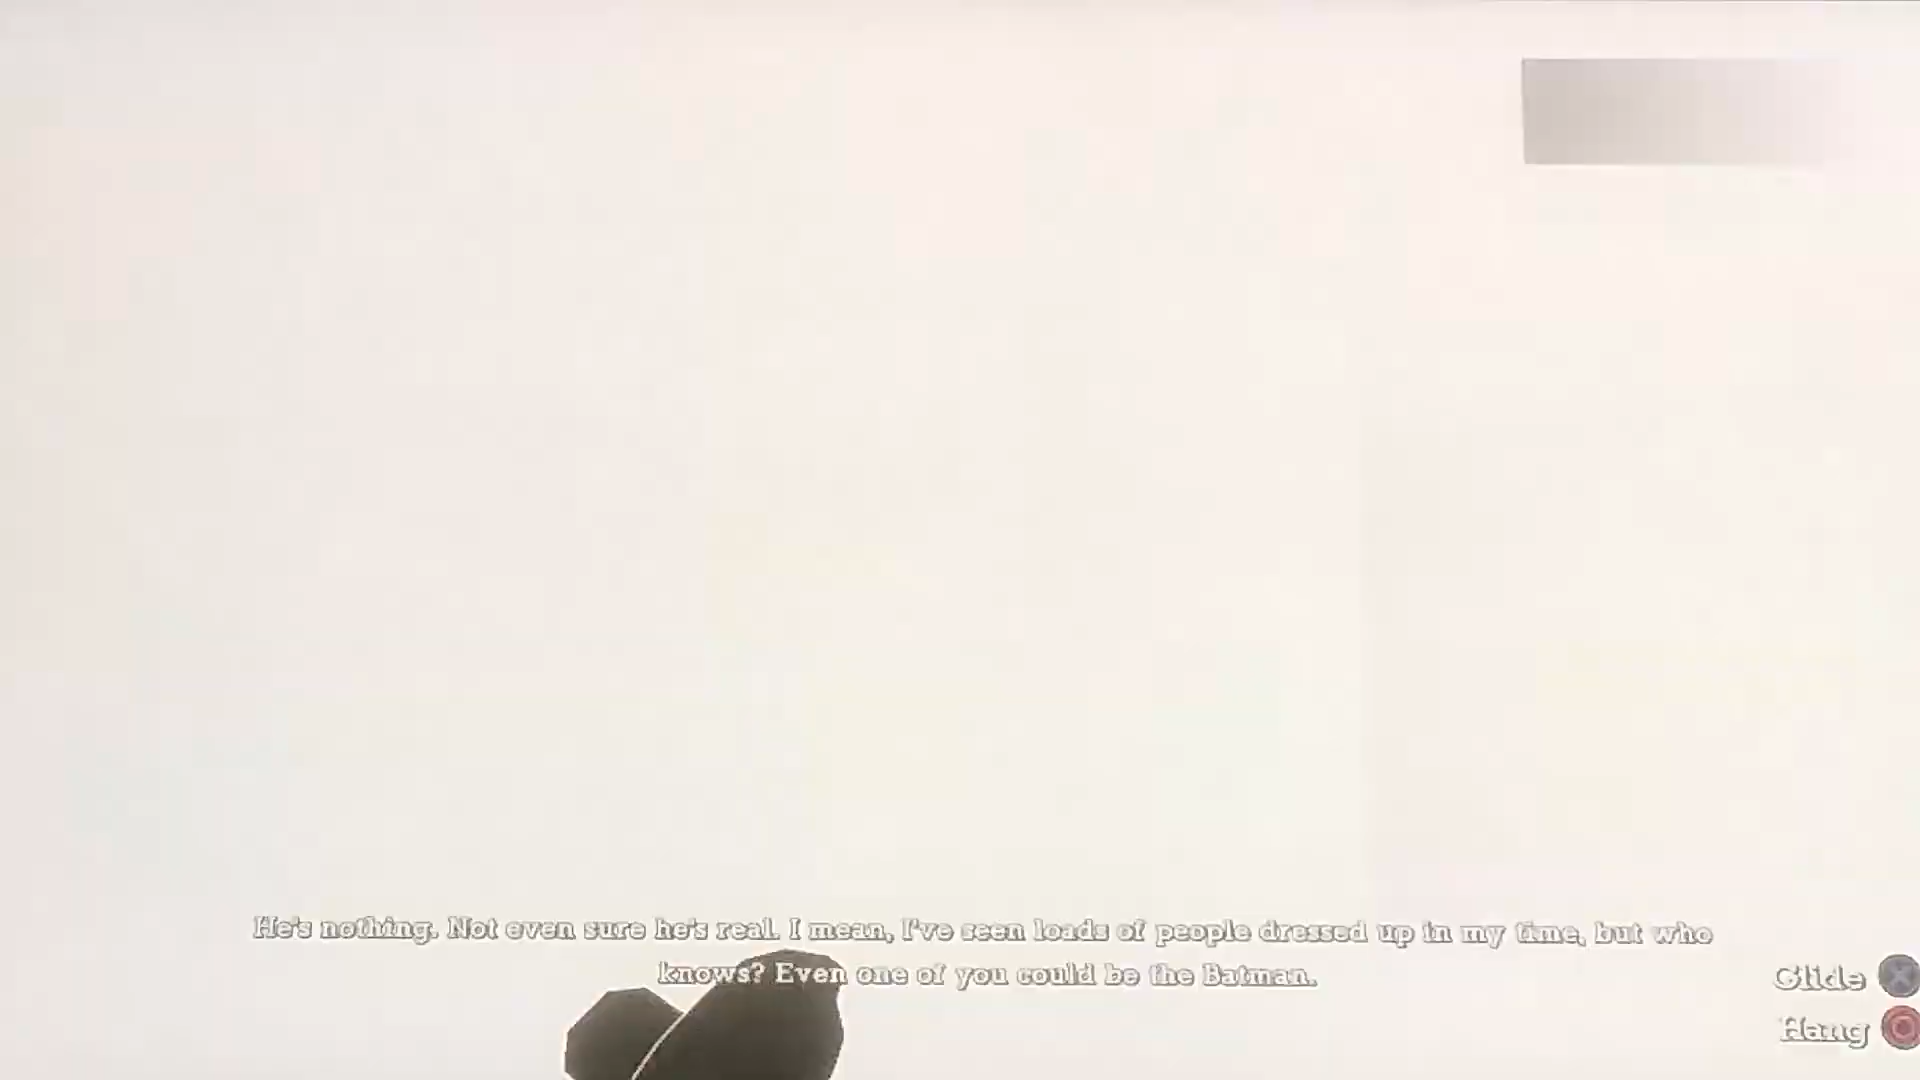 He's nothing. Not even sure he's real. I mean, I've seen loads of people dressed up in my time, but who
knows? Even one of you could be the Batman.
Glide
Hang